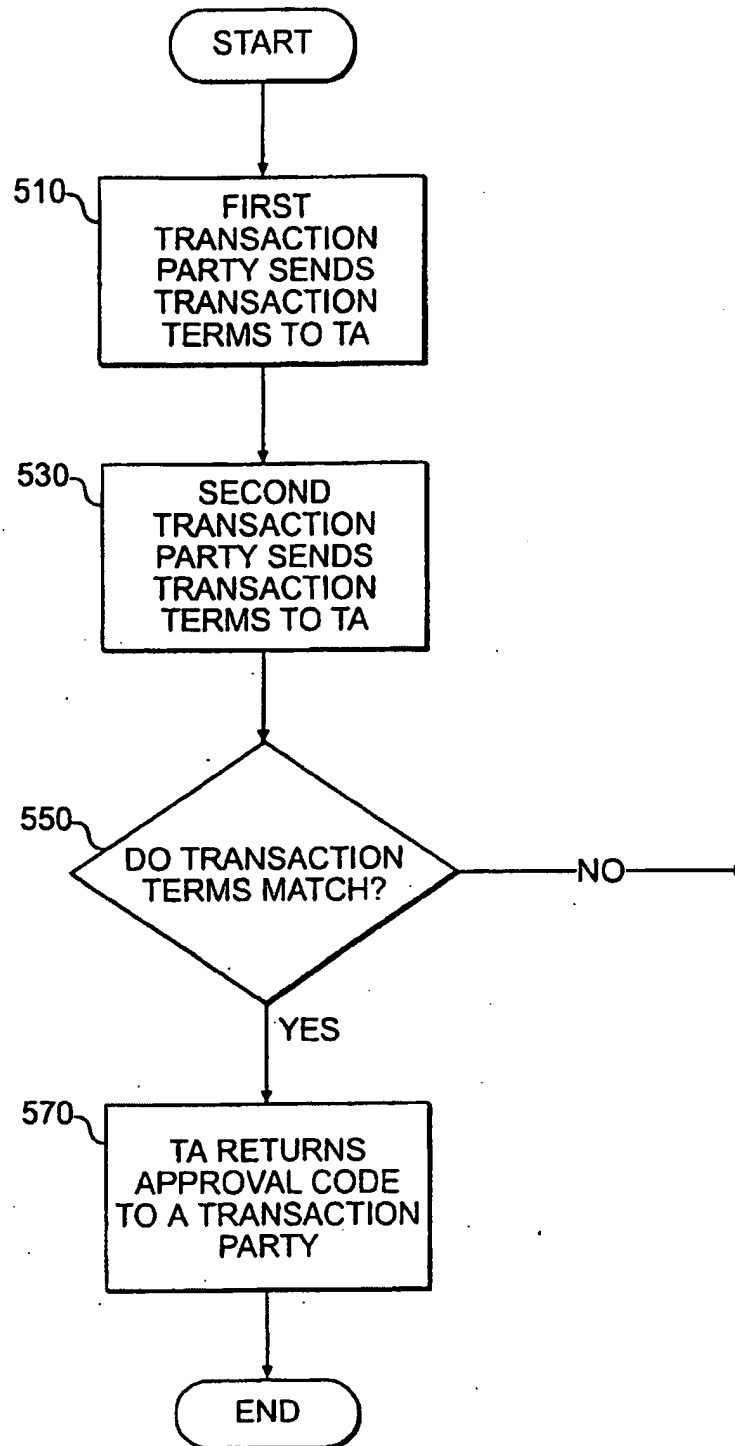 START
510
FIRST
TRANSACTION
PARTY SENDS
TRANSACTION
TERMS TO TA
530
SECOND
TRANSACTION
PARTY SENDS
TRANSACTION
TERMS TO TA
550
DO TRANSACTION
TERMS MATCH?
NO
YES
570
TA RETURNS
APPROVAL CODE
TO A TRANSACTION
PARTY
END